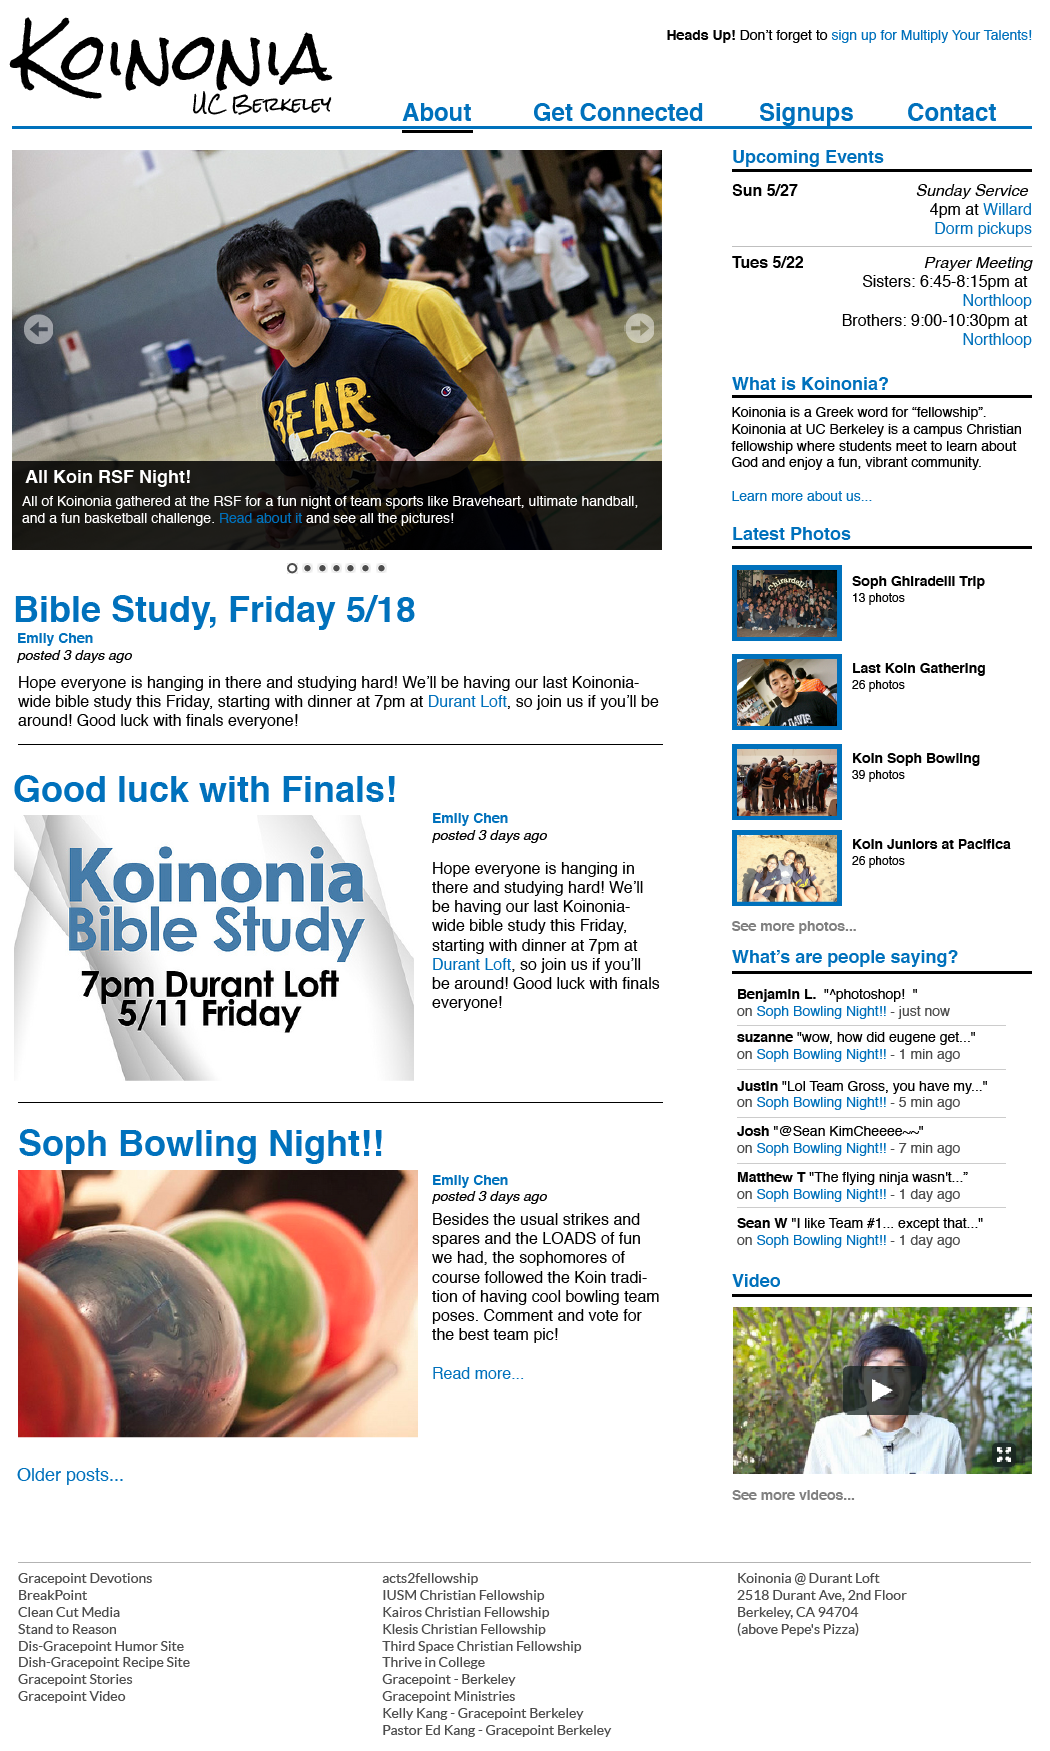 KOINONIA
UC BERKELEY
Heads Up! Don't forget to sign up for Multiply Your Talents!
About
Get Connected
Signups
Contact
BEAR
All Koin RSF Night!
All of Koinonia gathered at the RSF for a fun night of team sports like Braveheart, ultimate handball,
and a fun basketball challenge. Read about it and see all the pictures!
Bible Study, Friday 5/18
Emily Chen
posted 3 days ago
Hope everyone is hanging in there and studying hard! We'll be having our last Koinonia-
wide bible study this Friday, starting with dinner at 7pm at Durant Loft, so join us if you'll be
around! Good luck with finals everyone!
Good luck with Finals!
Koinonia
Bible Study
7pm Durant Loft
5/11 Friday
Emily Chen
posted 3 days ago
Hope everyone is hanging in
there and studying hard! We'll
be having our last Koinonia-
wide bible study this Friday,
starting with dinner at 7pm at
Durant Loft, so join us if you'll
be around! Good luck with finals
everyone!
Soph Bowling Night!!
Emily Chen
posted 3 days ago
Besides the usual strikes and
spares and the LOADS of fun
we had, the sophomores of
course followed the Koin tradi-
tion of having cool bowling team
poses. Comment and vote for
the best team pic!
Read more...
Older posts...
Upcoming Events
Sun 5/27
Sunday Service
4pm at Willard
Dorm pickups
Tues 5/22
Prayer Meeting
Sisters: 6:45-8:15pm at
Northloop
Brothers: 9:00-10:30pm at
Northloop
What is Koinonia?
Koinonia is a Greek word for “fellowship”.
Koinonia at UC Berkeley is a campus Christian
fellowship where students meet to learn about
God and enjoy a fun, vibrant community.
Learn more about us...
Latest Photos
Ghirardelli
Soph Ghiradelli Trip
13 photos
DAVIS
Last Koin Gathering
26 photos
Koin Soph Bowling
39 photos
Koin Juniors at Pacifica
26 photos
See more photos...
What's are people saying?
Benjamin L. "^photoshop! "
on Soph Bowling Night!! - just now
suzanne "wow, how did eugene get..."
on Soph Bowling Night!! - 1 min ago
Justin "Lol Team Gross, you have my..."
on Soph Bowling Night!! - 5 min ago
Josh "@Sean KimCheeee~~"
on Soph Bowling Night!! - 7 min ago
Matthew T "The flying ninja wasn't...”
on Soph Bowling Night!! - 1 day ago
Sean W "I like Team #1... except that..."
on Soph Bowling Night!! - 1 day ago
Video
See more videos...
Gracepoint Devotions
BreakPoint
Clean Cut Media
Stand to Reason
Dis-Gracepoint Humor Site
Dish-Gracepoint Recipe Site
Gracepoint Stories
Gracepoint Video
acts2fellowship
IUSM Christian Fellowship
Kairos Christian Fellowship
Klesis Christian Fellowship
Third Space Christian Fellowship
Thrive in College
Gracepoint - Berkeley
Gracepoint Ministries
Kelly Kang - Gracepoint Berkeley
Pastor Ed Kang - Gracepoint Berkeley
Koinonia @ Durant Loft
2518 Durant Ave, 2nd Floor
Berkeley, CA 94704
(above Pepe's Pizza)